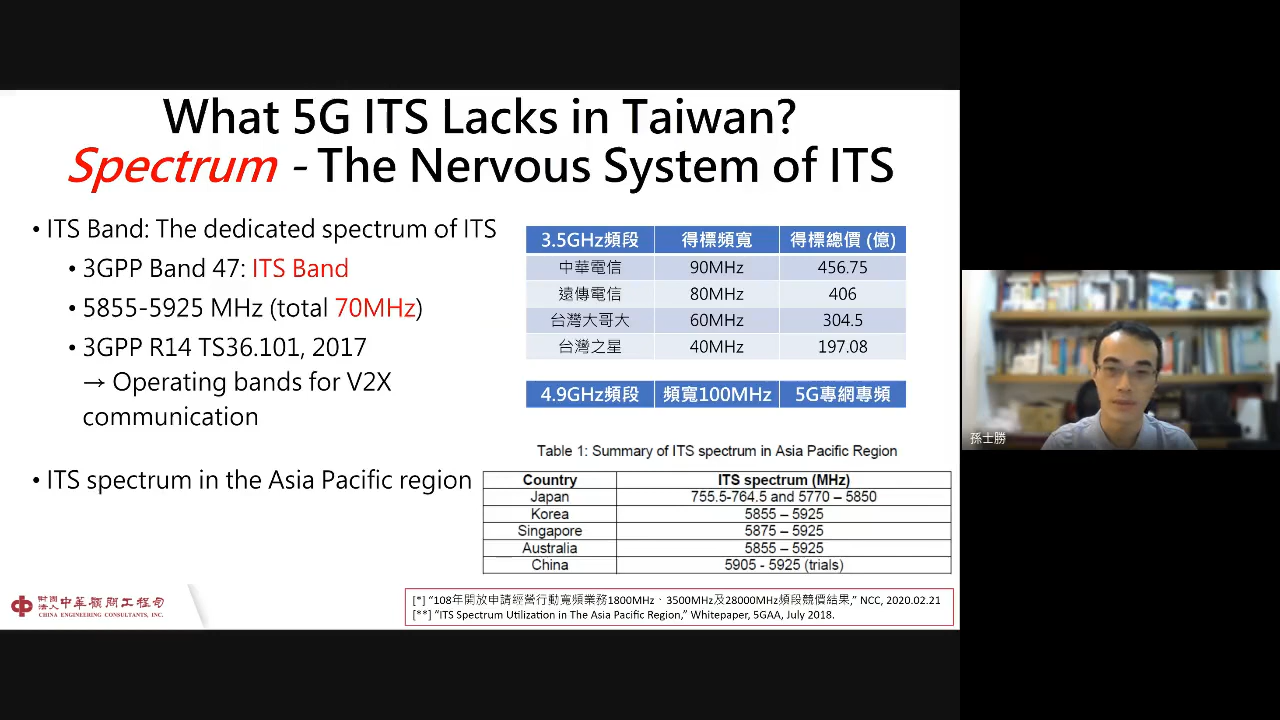 What 5G ITS Lacks in Taiwan?
Spectrum - The Nervous System of ITS
• ITS Band: The dedicated spectrum of ITS
• 3GPP Band 47: ITS Band
• 5855-5925 MHz (total 70MHz)
• 3GPP R14 TS36.101, 2017
→ Operating bands for V2X
communication
• ITS spectrum in the Asia Pacific region
3.5GHz頻段 得標頻寬 得標總價 (億)
中華電信 90MHz 456.75
遠傳電信 80MHz 406
台灣大哥大 60MHz 304.5
台灣之星 40MHz 197.08
4.9GHz頻段 頻寬100MHz 5G專網專頻
Table 1: Summary of ITS spectrum in Asia Pacific Region
Country ITS spectrum (MHz)
Japan 755.5-764.5 and 5770 – 5850
Korea 5855 – 5925
Singapore 5875 – 5925
Australia 5855 – 5925
China 5905 - 5925 (trials)
財團法人 中華顧問工程司
CHINA ENGINEERING CONSULTANTS, INC.
[*] “108年開放申請經營行動寬頻業務1800MHz、3500MHz及28000MHz頻段競價結果,” NCC, 2020.02.21
[**] “ITS Spectrum Utilization in The Asia Pacific Region,” Whitepaper, 5GAA, July 2018.
孫士勝